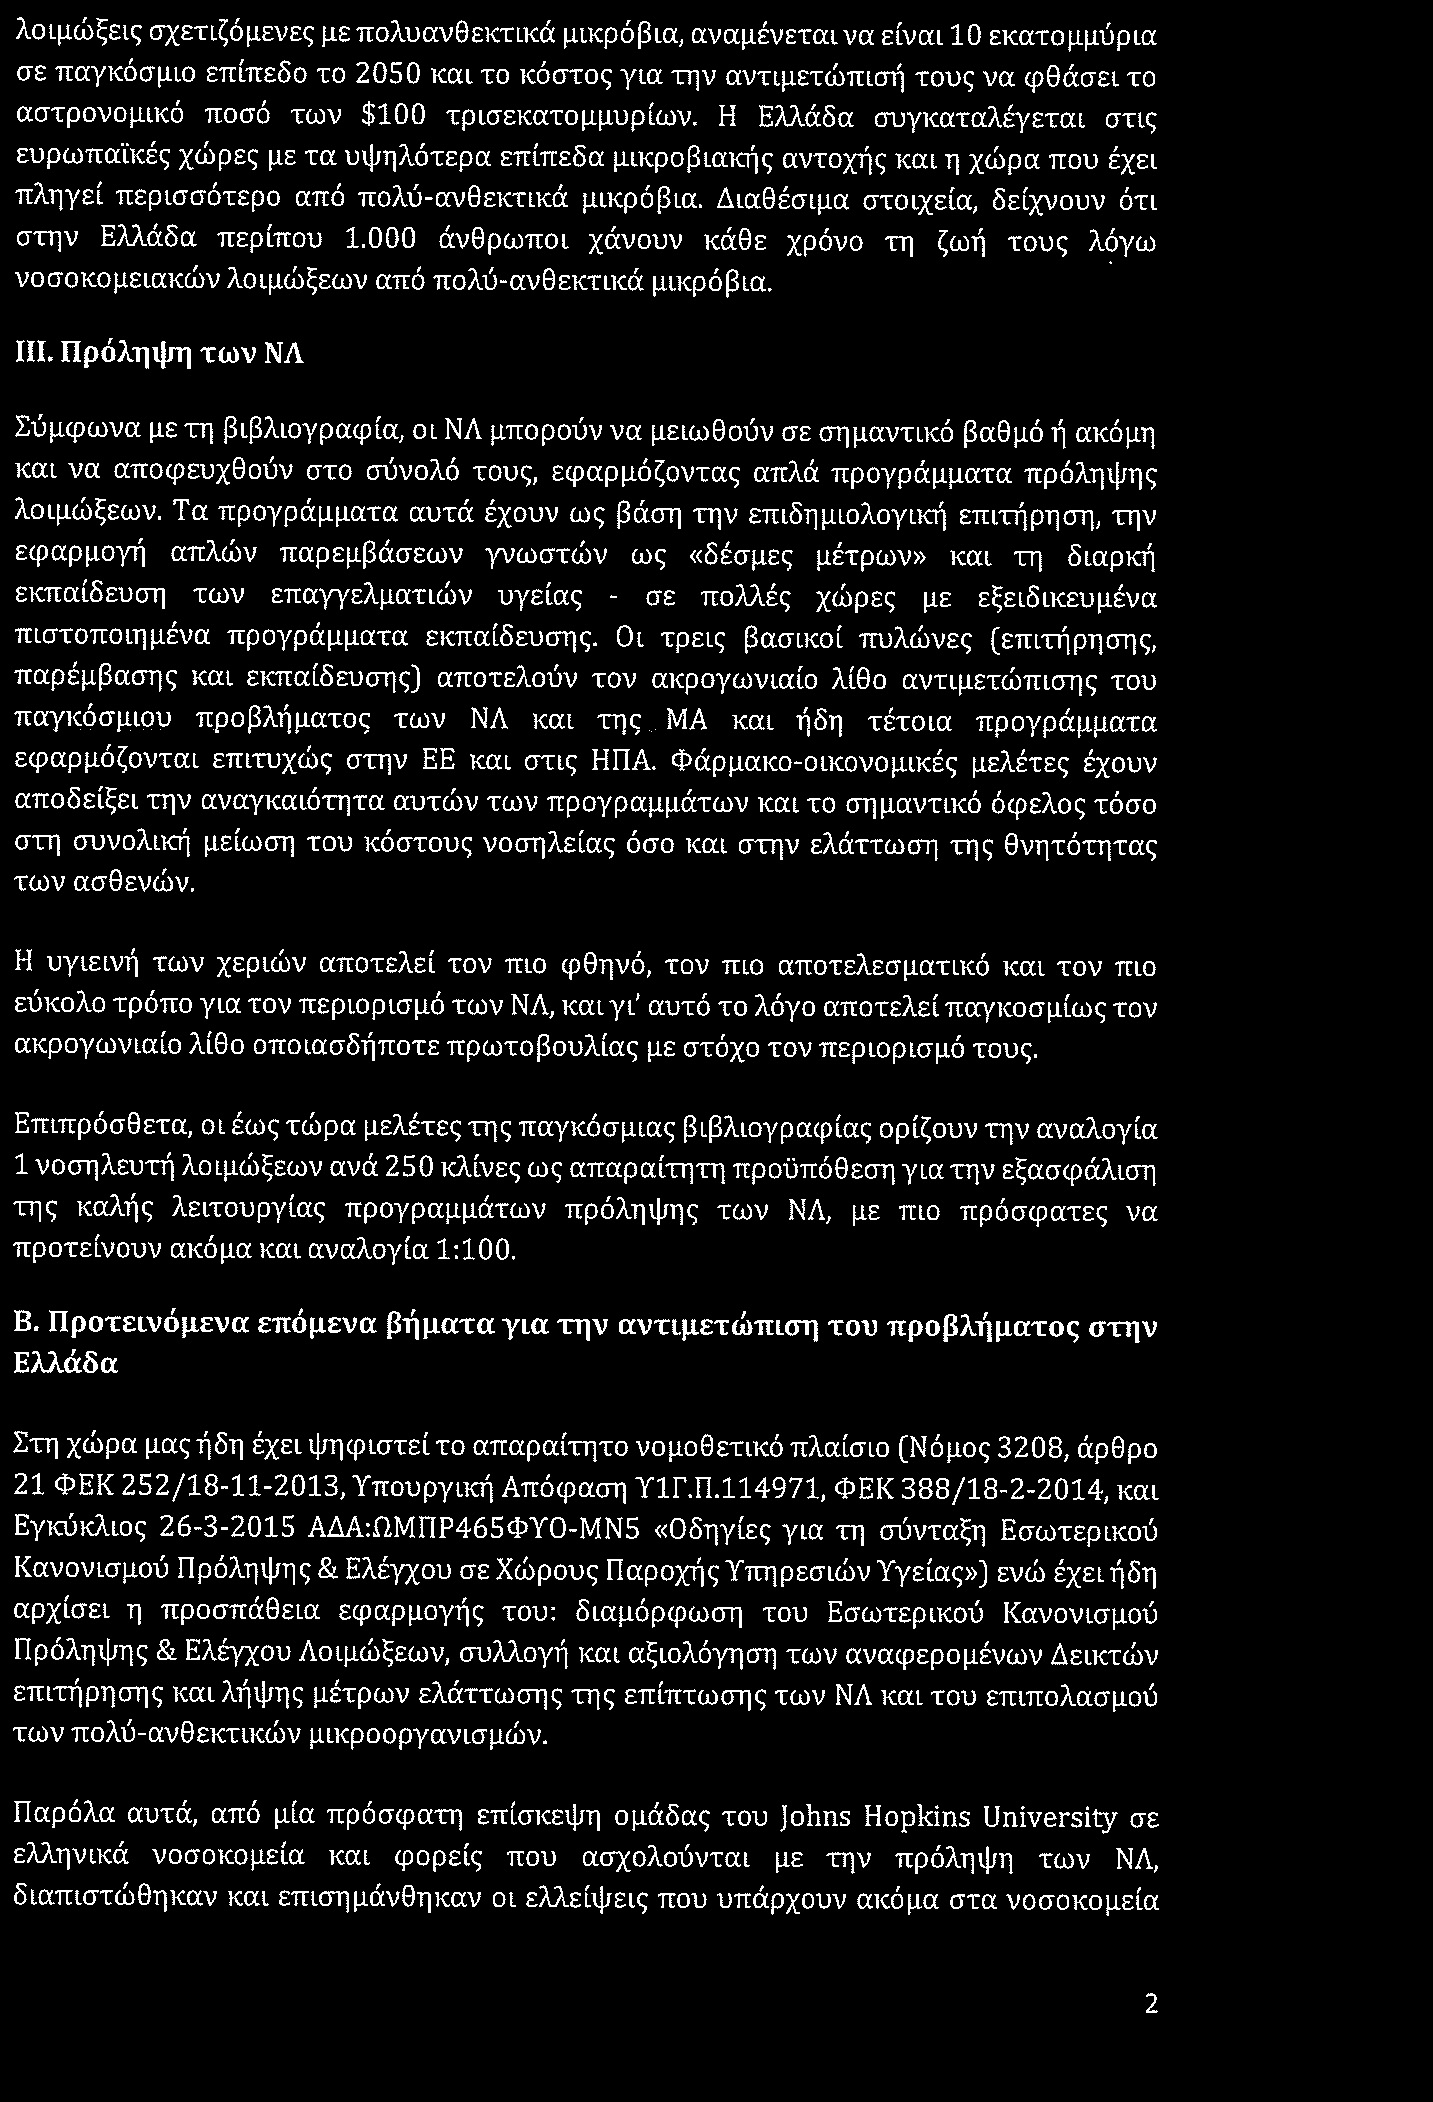 λοιμώξεις σχετιζόμενες με πολυανθεκτικά μικρόβια, αναμένεται να είναι 10 εκατομμύρια
σε παγκόσμιο επίπεδο το 2050 και το κόστος για την αντιμετώπισή τους να φθάσει το
αστρονομικό ποσό των $100 τρισεκατομμυρίων. Η Ελλάδα συγκαταλέγεται στις
ευρωπαϊκές χώρες με τα υψηλότερα επίπεδα μικροβιακής αντοχής και η χώρα που έχει
πληγεί περισσότερο από πολύ-ανθεκτικά μικρόβια. Διαθέσιμα στοιχεία, δείχνουν ότι
στην Ελλάδα περίπου 1.000 άνθρωποι χάνουν κάθε χρόνο τη ζωή τους λόγω
νοσοκομειακών λοιμώξεων από πολύ-ανθεκτικά μικρόβια.
III. Πρόληψη των ΝΛ
Σύμφωνα με τη βιβλιογραφία, οι ΝΛ μπορούν να μειωθούν σε σημαντικό βαθμό ή ακόμη
και να αποφευχθούν στο σύνολό τους, εφαρμόζοντας απλά προγράμματα πρόληψης
λοιμώξεων. Τα προγράμματα αυτά έχουν ως βάση την επιδημιολογική επιτήρηση, την
εφαρμογή απλών παρεμβάσεων γνωστών ως «δέσμες μέτρων» και τη διαρκή
εκπαίδευση των επαγγελματιών υγείας - σε πολλές χώρες με εξειδικευμένα
πιστοποιημένα προγράμματα εκπαίδευσης. Οι τρεις βασικοί πυλώνες (επιτήρησης,
παρέμβασης και εκπαίδευσης) αποτελούν τον ακρογωνιαίο λίθο αντιμετώπισης του
παγκόσμιου προβλήματος των ΝΛ και της ΜΑ και ήδη τέτοια προγράμματα
εφαρμόζονται επιτυχώς στην ΕΕ και στις ΗΠΑ. Φάρμακο-οικονομικές μελέτες έχουν
αποδείξει την αναγκαιότητα αυτών των προγραμμάτων και το σημαντικό όφελος τόσο
στη συνολική μείωση του κόστους νοσηλείας όσο και στην ελάττωση της θνητότητας
των ασθενών.
Η υγιεινή των χεριών αποτελεί τον πιο φθηνό, τον πιο αποτελεσματικό και τον πιο
εύκολο τρόπο για τον περιορισμό των ΝΛ, και γι' αυτό το λόγο αποτελεί παγκοσμίως τον
ακρογωνιαίο λίθο οποιασδήποτε πρωτοβουλίας με στόχο τον περιορισμό τους.
Επιπρόσθετα, οι έως τώρα μελέτες της παγκόσμιας βιβλιογραφίας ορίζουν την αναλογία
1 νοσηλευτή λοιμώξεων ανά 250 κλίνες ως απαραίτητη προϋπόθεση για την εξασφάλιση
της καλής λειτουργίας προγραμμάτων πρόληψης των ΝΛ, με πιο πρόσφατες να
προτείνουν ακόμα και αναλογία 1:100.
Β. Προτεινόμενα επόμενα βήματα για την αντιμετώπιση του προβλήματος στην
Ελλάδα
Στη χώρα μας ήδη έχει ψηφιστεί το απαραίτητο νομοθετικό πλαίσιο (Νόμος 3208, άρθρο
21 ΦΕΚ 252/18-11-2013, Υπουργική Απόφαση Υ1Γ.Π.114971, ΦΕΚ 388/18-2-2014, και
Εγκύκλιος 26-3-2015 ΑΔΑ:ΩΜΠΡ465ΦΥΟ-ΜΝ5 «Οδηγίες για τη σύνταξη Εσωτερικού
Κανονισμού Πρόληψης & Ελέγχου σε Χώρους Παροχής Υπηρεσιών Υγείας») ενώ έχει ήδη
αρχίσει η προσπάθεια εφαρμογής του: διαμόρφωση του Εσωτερικού Κανονισμού
Πρόληψης & Ελέγχου Λοιμώξεων, συλλογή και αξιολόγηση των αναφερομένων Δεικτών
επιτήρησης και λήψης μέτρων ελάττωσης της επίπτωσης των ΝΛ και του επιπολασμού
των πολύ-ανθεκτικών μικροοργανισμών.
Παρόλα αυτά, από μία πρόσφατη επίσκεψη ομάδας του Johns Hopkins University σε
ελληνικά νοσοκομεία και φορείς που ασχολούνται με την πρόληψη των ΝΛ,
διαπιστώθηκαν και επισημάνθηκαν οι ελλείψεις που υπάρχουν ακόμα στα νοσοκομεία
2